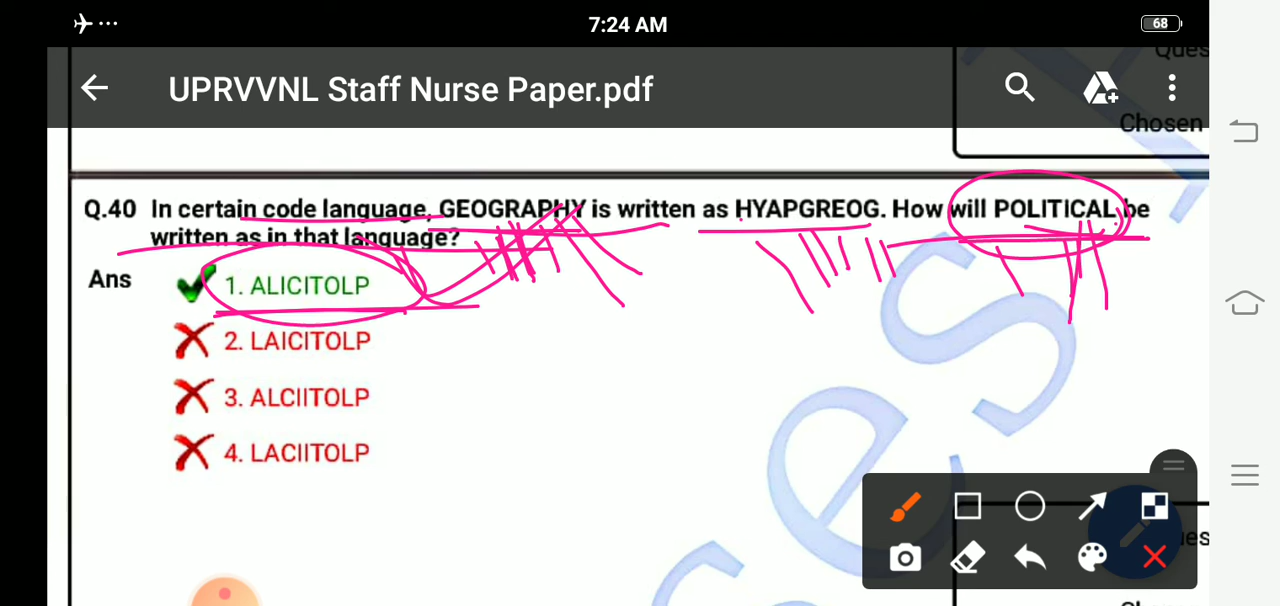 7:24 AM
68
UPRVVNL Staff Nurse Paper.pdf
Ques
Chosen
Q.40 In certain code language, GEOGRAPHY is written as HYAPGREOG. How will POLITICAL be
written as in that language?
Ans
1. ALICITOLP
2. LAICITOLP
3. ALCIITOLP
4. LACIITOLP